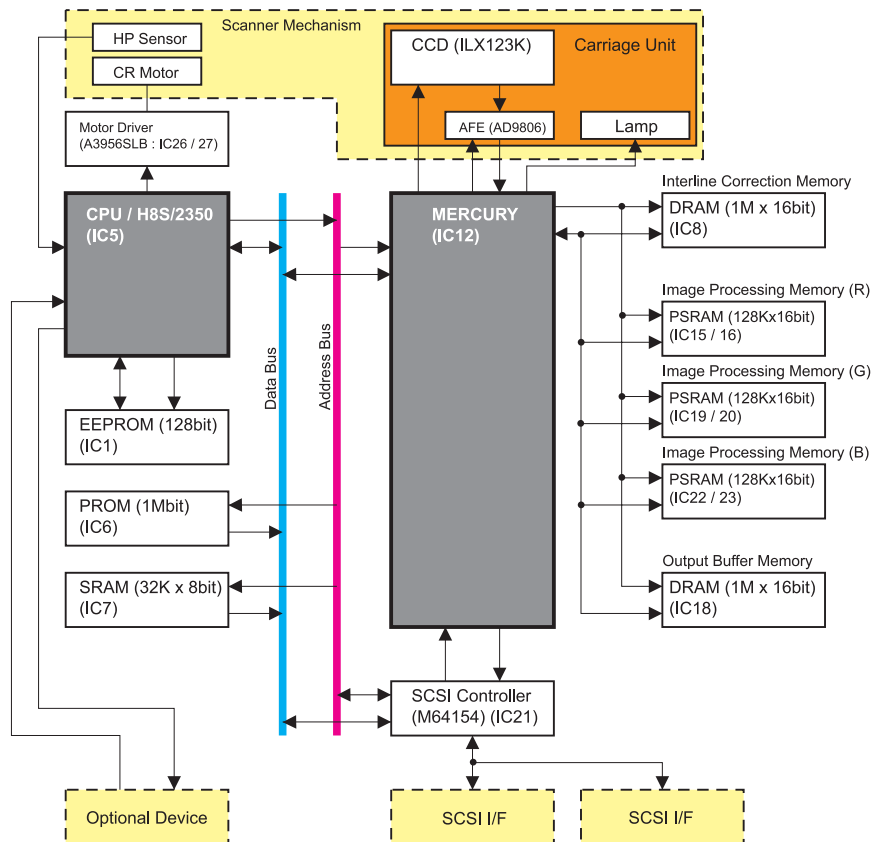 Scanner Mechanism
HP Sensor
CR Motor
Motor Driver
(A3956SLB : IC26 / 27)
CCD (ILX123K)
Carriage Unit
AFE (AD9806)
Lamp
CPU / H8S/2350
(IC5)
MERCURY
(IC12)
Data Bus
Address Bus
EEPROM (128bit)
(IC1)
PROM (1Mbit)
(IC6)
SRAM (32K x 8bit)
(IC7)
Interline Correction Memory
DRAM (1M x 16bit)
(IC8)
Image Processing Memory (R)
PSRAM (128Kx16bit)
(IC15 / 16)
Image Processing Memory (G)
PSRAM (128Kx16bit)
(IC19 / 20)
Image Processing Memory (B)
PSRAM (128Kx16bit)
(IC22 / 23)
Output Buffer Memory
DRAM (1M x 16bit)
(IC18)
SCSI Controller
(M64154) (IC21)
Optional Device
SCSI I/F
SCSI I/F